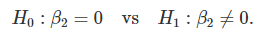 H₀ : β₂ = 0 vs H₁ : β₂ ≠ 0.